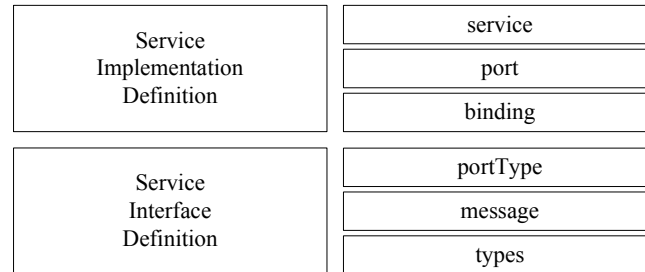 Service
Implementation
Definition
service
port
binding
Service
Interface
Definition
portType
message
types